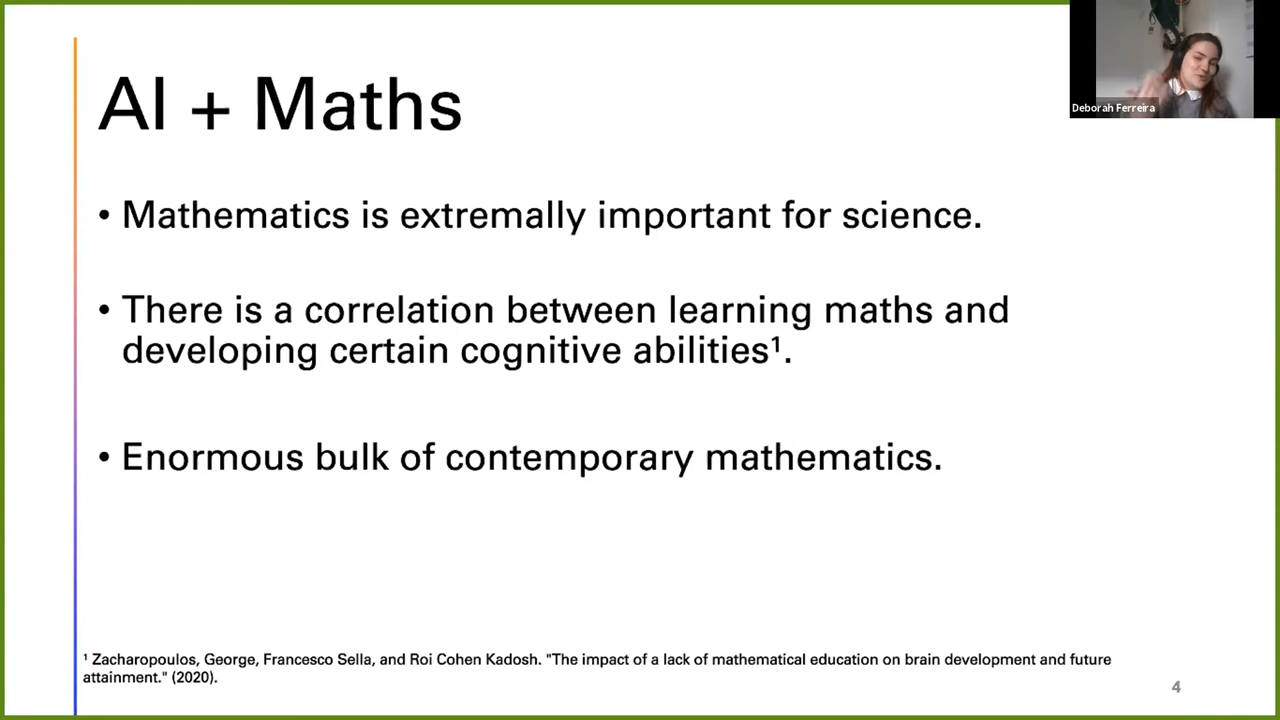 AI + Maths
Deborah Ferreira
• Mathematics is extremally important for science.
• There is a correlation between learning maths and
developing certain cognitive abilities¹.
• Enormous bulk of contemporary mathematics.
¹ Zacharopoulos, George, Francesco Sella, and Roi Cohen Kadosh. "The impact of a lack of mathematical education on brain development and future
attainment." (2020).
4